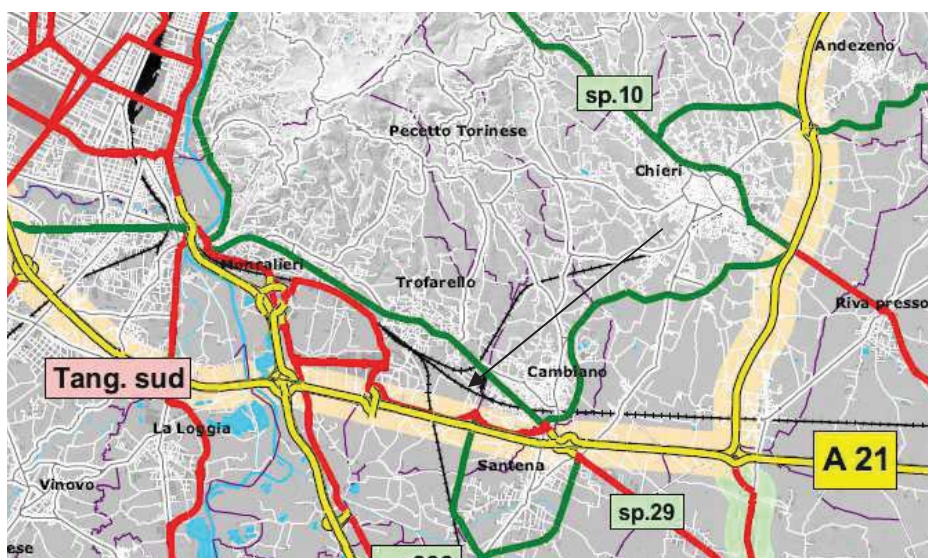 Andezeno
sp.10
Pecetto Torinese
Chieri
Moncalieri
Trofarello
Riva presso
Tang. sud
Cambiano
La Loggia
A 21
Santena
Vinovo
sp.29
ese